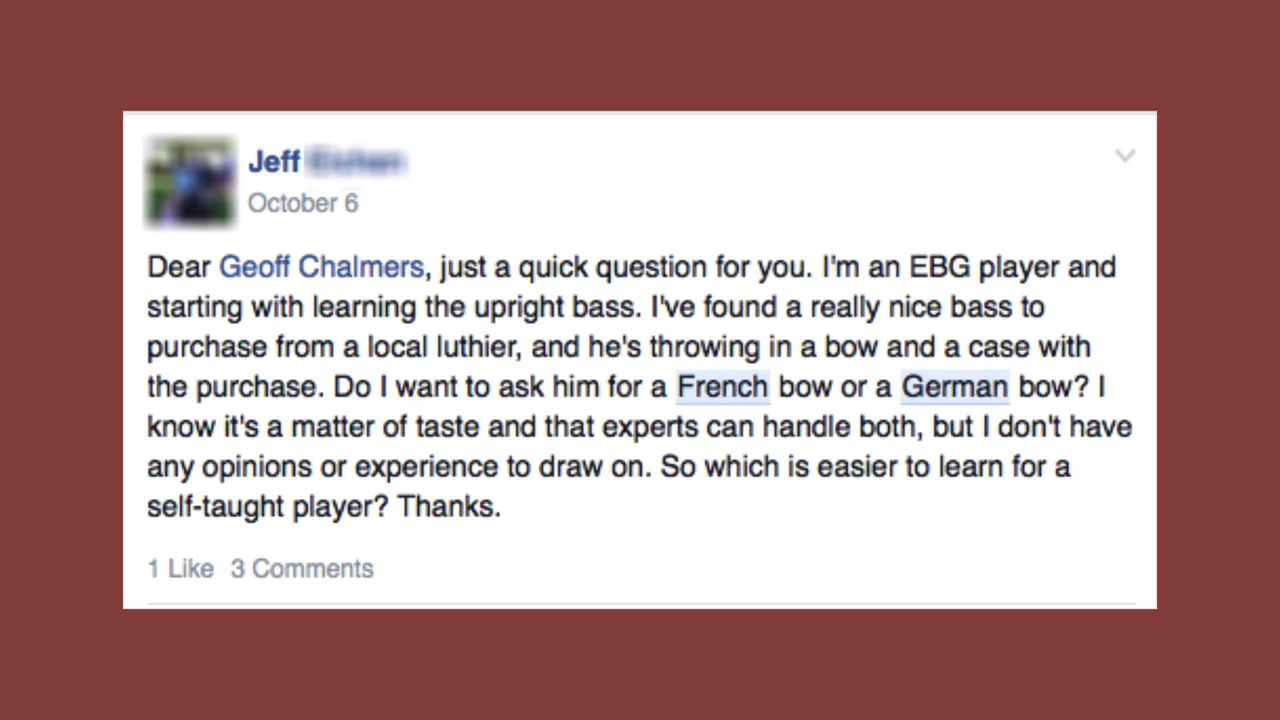 Jeff
October 6
Dear Geoff Chalmers, just a quick question for you. I'm an EBG player and
starting with learning the upright bass. I've found a really nice bass to
purchase from a local luthier, and he's throwing in a bow and a case with
the purchase. Do I want to ask him for a French bow or a German bow? I
know it's a matter of taste and that experts can handle both, but I don't have
any opinions or experience to draw on. So which is easier to learn for a
self-taught player? Thanks.
1 Like 3 Comments